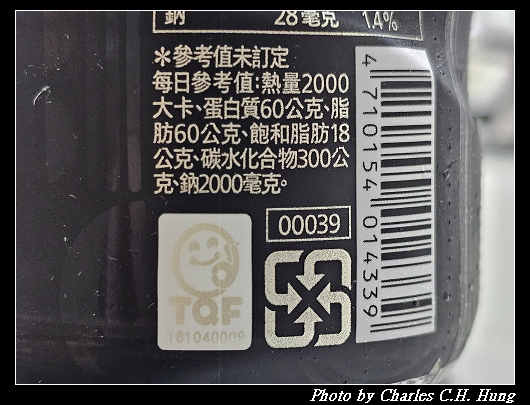 鈉 28毫克 1.4%
＊參考值未訂定
每日參考值:熱量2000
大卡、蛋白質60公克、脂
肪60公克、飽和脂肪18
公克、碳水化合物300公
克、鈉2000毫克。
00039
4 710154 014339
TQF
Photo by Charles C.H. Hung